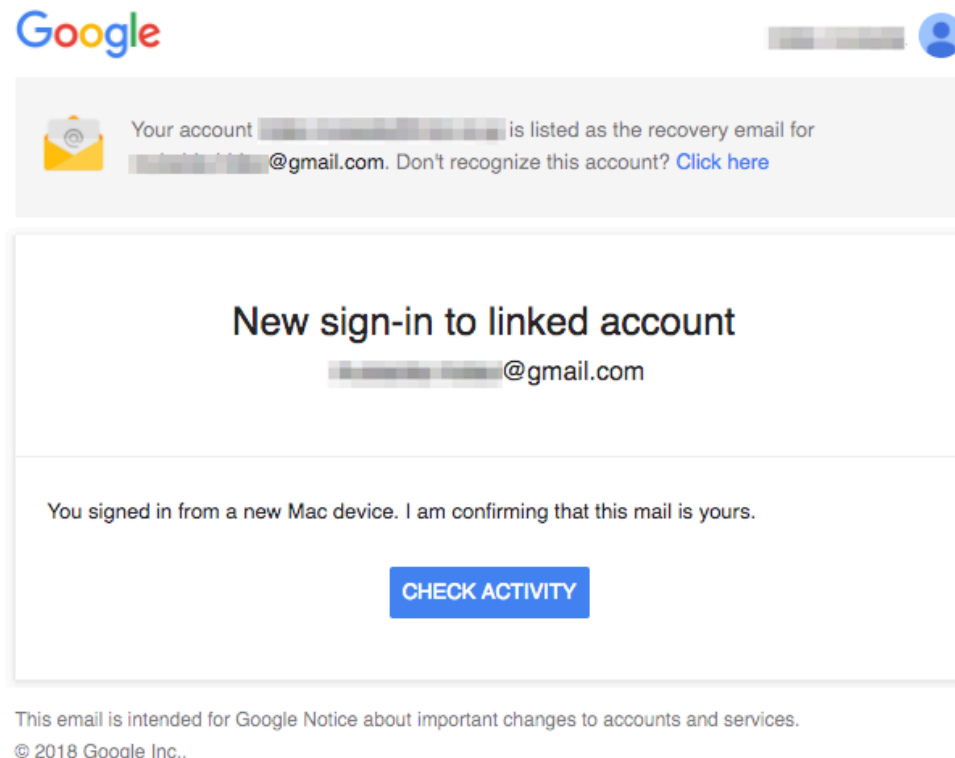 Google
Your account is listed as the recovery email for
@gmail.com. Don't recognize this account? Click here
New sign-in to linked account
@gmail.com
You signed in from a new Mac device. I am confirming that this mail is yours.
CHECK ACTIVITY
This email is intended for Google Notice about important changes to accounts and services.
© 2018 Google Inc..